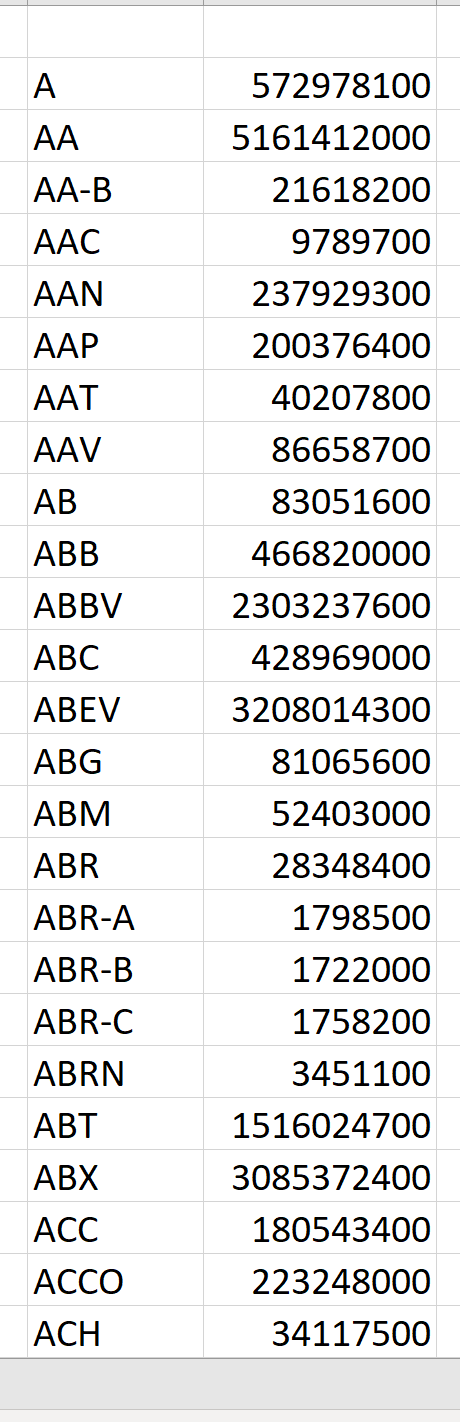 A 572978100
AA 5161412000
AA-B 21618200
AAC 9789700
AAN 237929300
AAP 200376400
AAT 40207800
AAV 86658700
AB 83051600
ABB 466820000
ABBV 2303237600
ABC 428969000
ABEV 3208014300
ABG 81065600
ABM 52403000
ABR 28348400
ABR-A 1798500
ABR-B 1722000
ABR-C 1758200
ABRN 3451100
ABT 1516024700
ABX 3085372400
ACC 180543400
ACCO 223248000
ACH 34117500